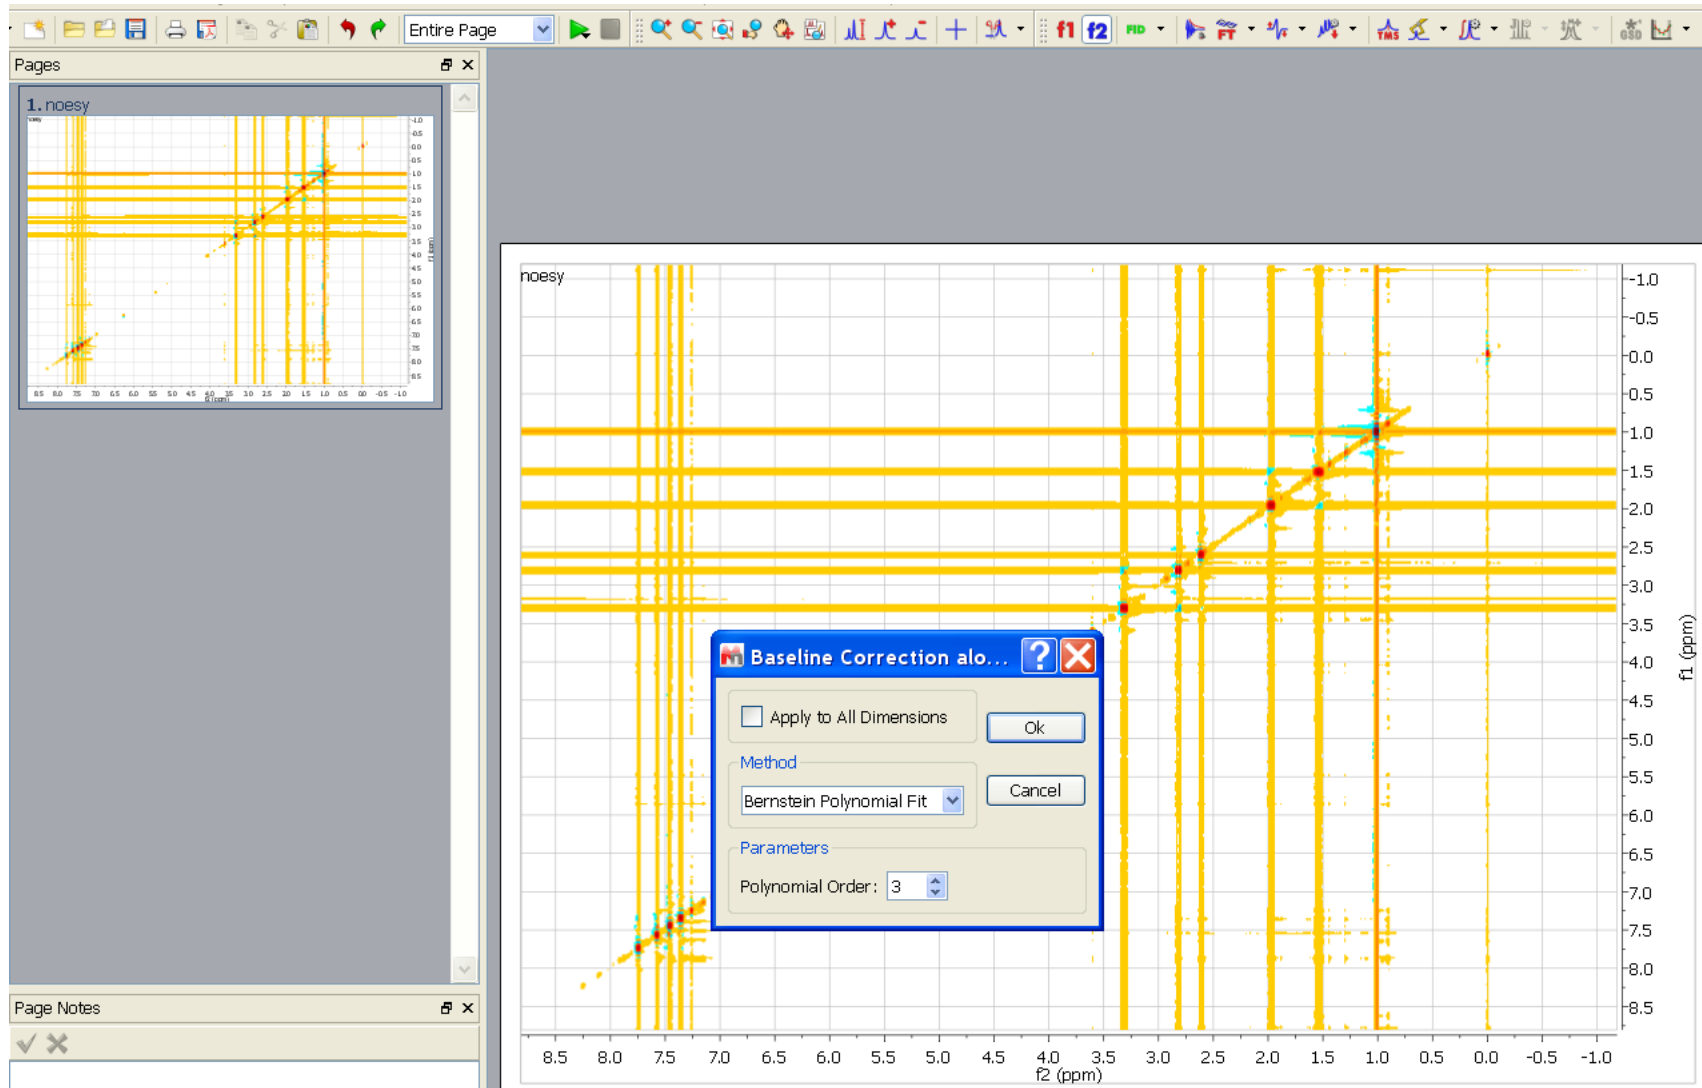 Entire Page
f1
f2
FID
FT
TMS
GSD
Pages
1. noesy
noesy
-1.0
-0.5
0.0
0.5
1.0
1.5
2.0
2.5
3.0
3.5
4.0
4.5
5.0
5.5
6.0
6.5
7.0
7.5
8.0
8.5
f1 (ppm)
8.5 8.0 7.5 7.0 6.5 6.0 5.5 5.0 4.5 4.0 3.5 3.0 2.5 2.0 1.5 1.0 0.5 0.0 -0.5 -1.0
f2 (ppm)
Baseline Correction alo...
Apply to All Dimensions
Ok
Method
Bernstein Polynomial Fit
Cancel
Parameters
Polynomial Order: 3
Page Notes